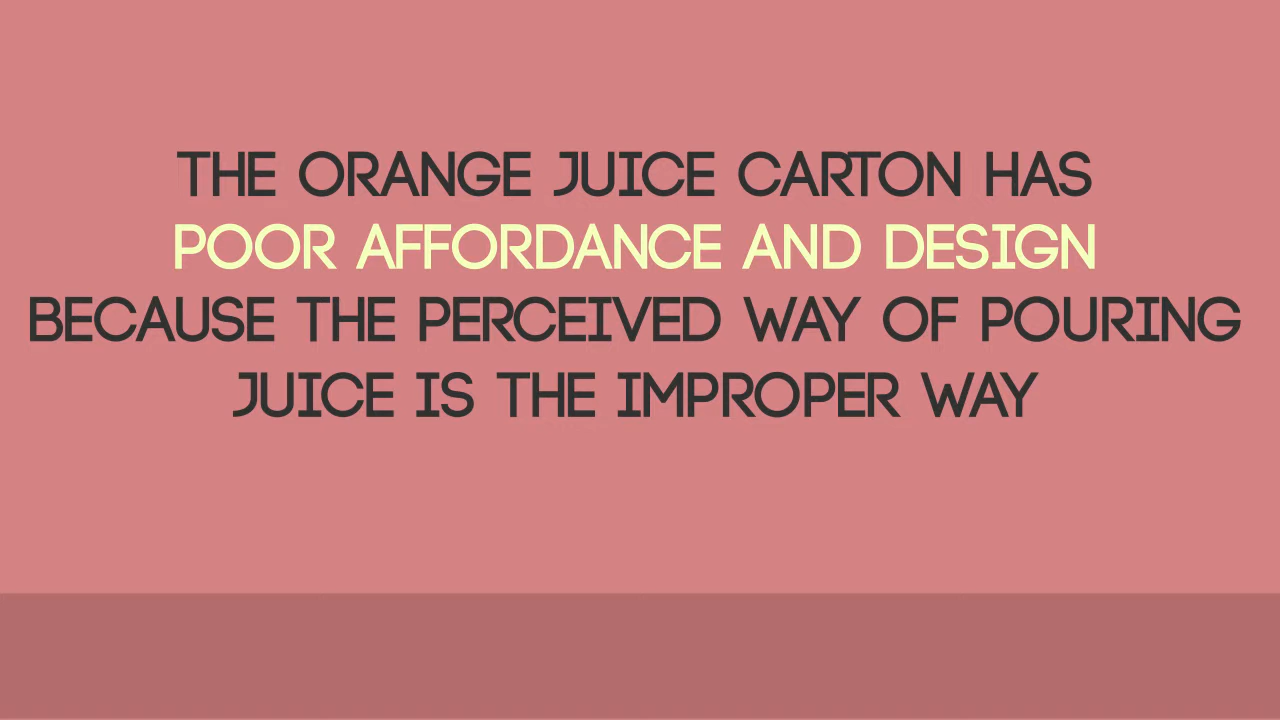 THE ORANGE JUICE CARTON HAS
POOR AFFORDANCE AND DESIGN
BECAUSE THE PERCEIVED WAY OF POURING
JUICE IS THE IMPROPER WAY